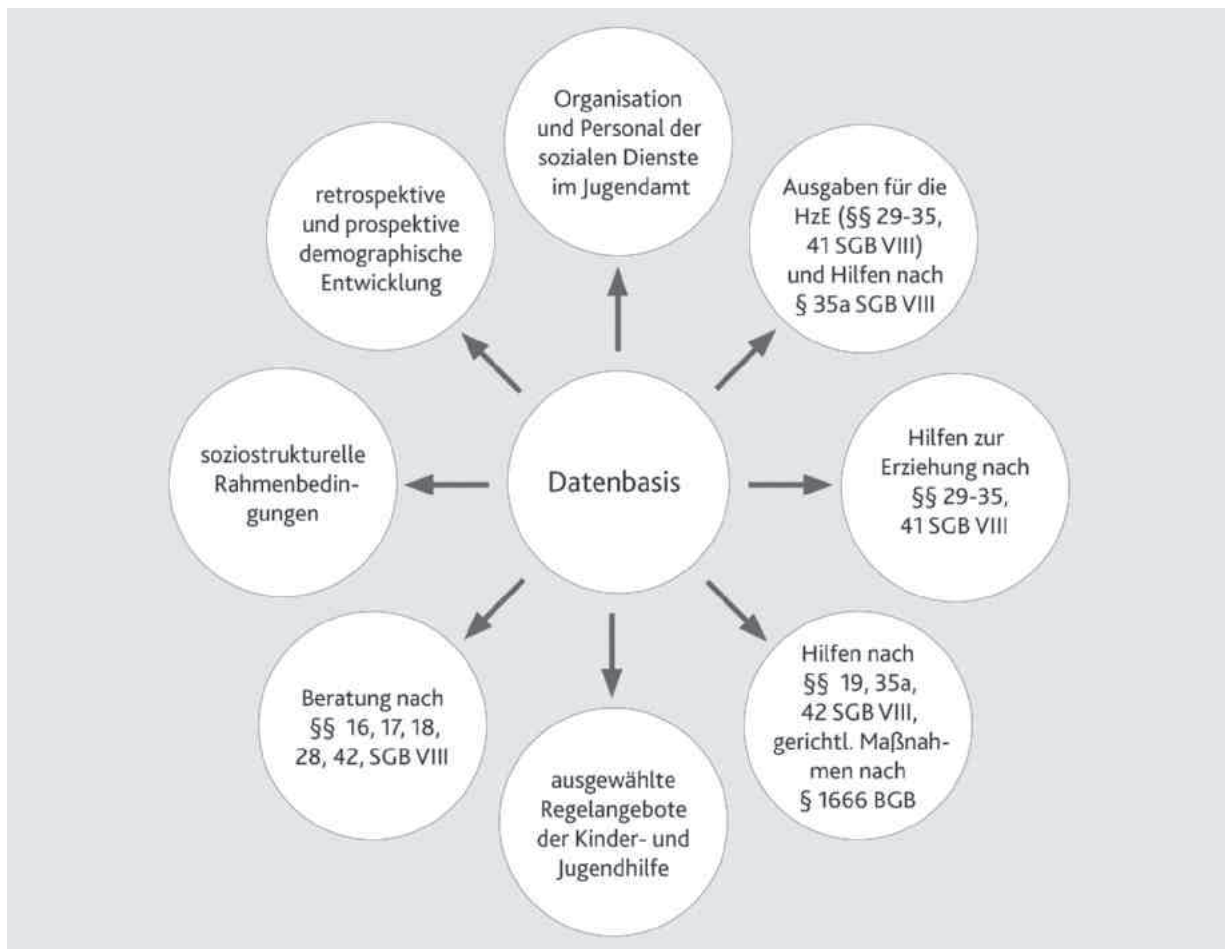 Organisation
und Personal der
sozialen Dienste
im Jugendamt
Ausgaben für die
HzE (§§ 29-35,
41 SGB VIII)
und Hilfen nach
§ 35a SGB VIII
Hilfen zur
Erziehung nach
§§ 29-35,
41 SGB VIII
Hilfen nach
§§ 19, 35a,
42 SGB VIII,
gerichtl. Maßnah-
men nach
§ 1666 BGB
ausgewählte
Regelangebote
der Kinder- und
Jugendhilfe
Beratung nach
§§ 16, 17, 18,
28, 42, SGB VIII
soziostrukturelle
Rahmenbedin-
gungen
retrospektive
und prospektive
demographische
Entwicklung
Datenbasis